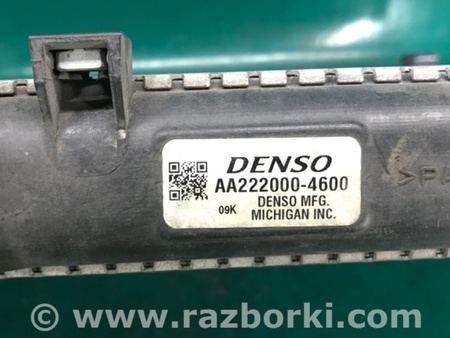 DENSO
AA222000-4600
09K
DENSO MFG.
MICHIGAN INC.
© www.razborki.com